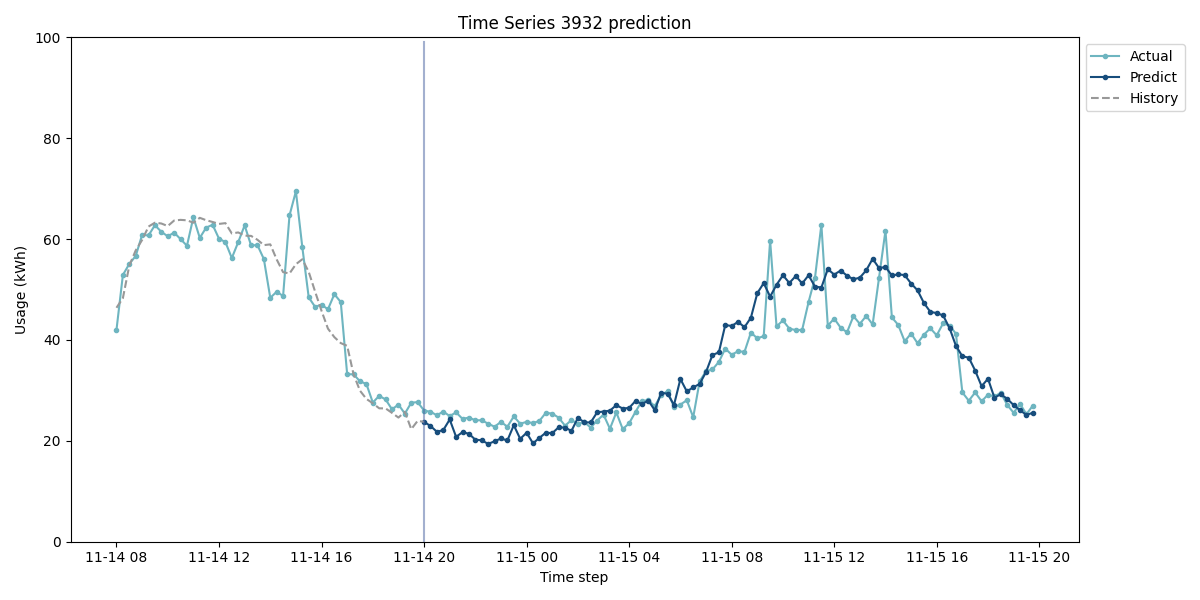 Time Series 3932 prediction
Usage (kWh)
100
80
60
40
20
0
11-14 08
11-14 12
11-14 16
11-14 20
11-15 00
11-15 04
11-15 08
11-15 12
11-15 16
11-15 20
Time step
Actual
Predict
History